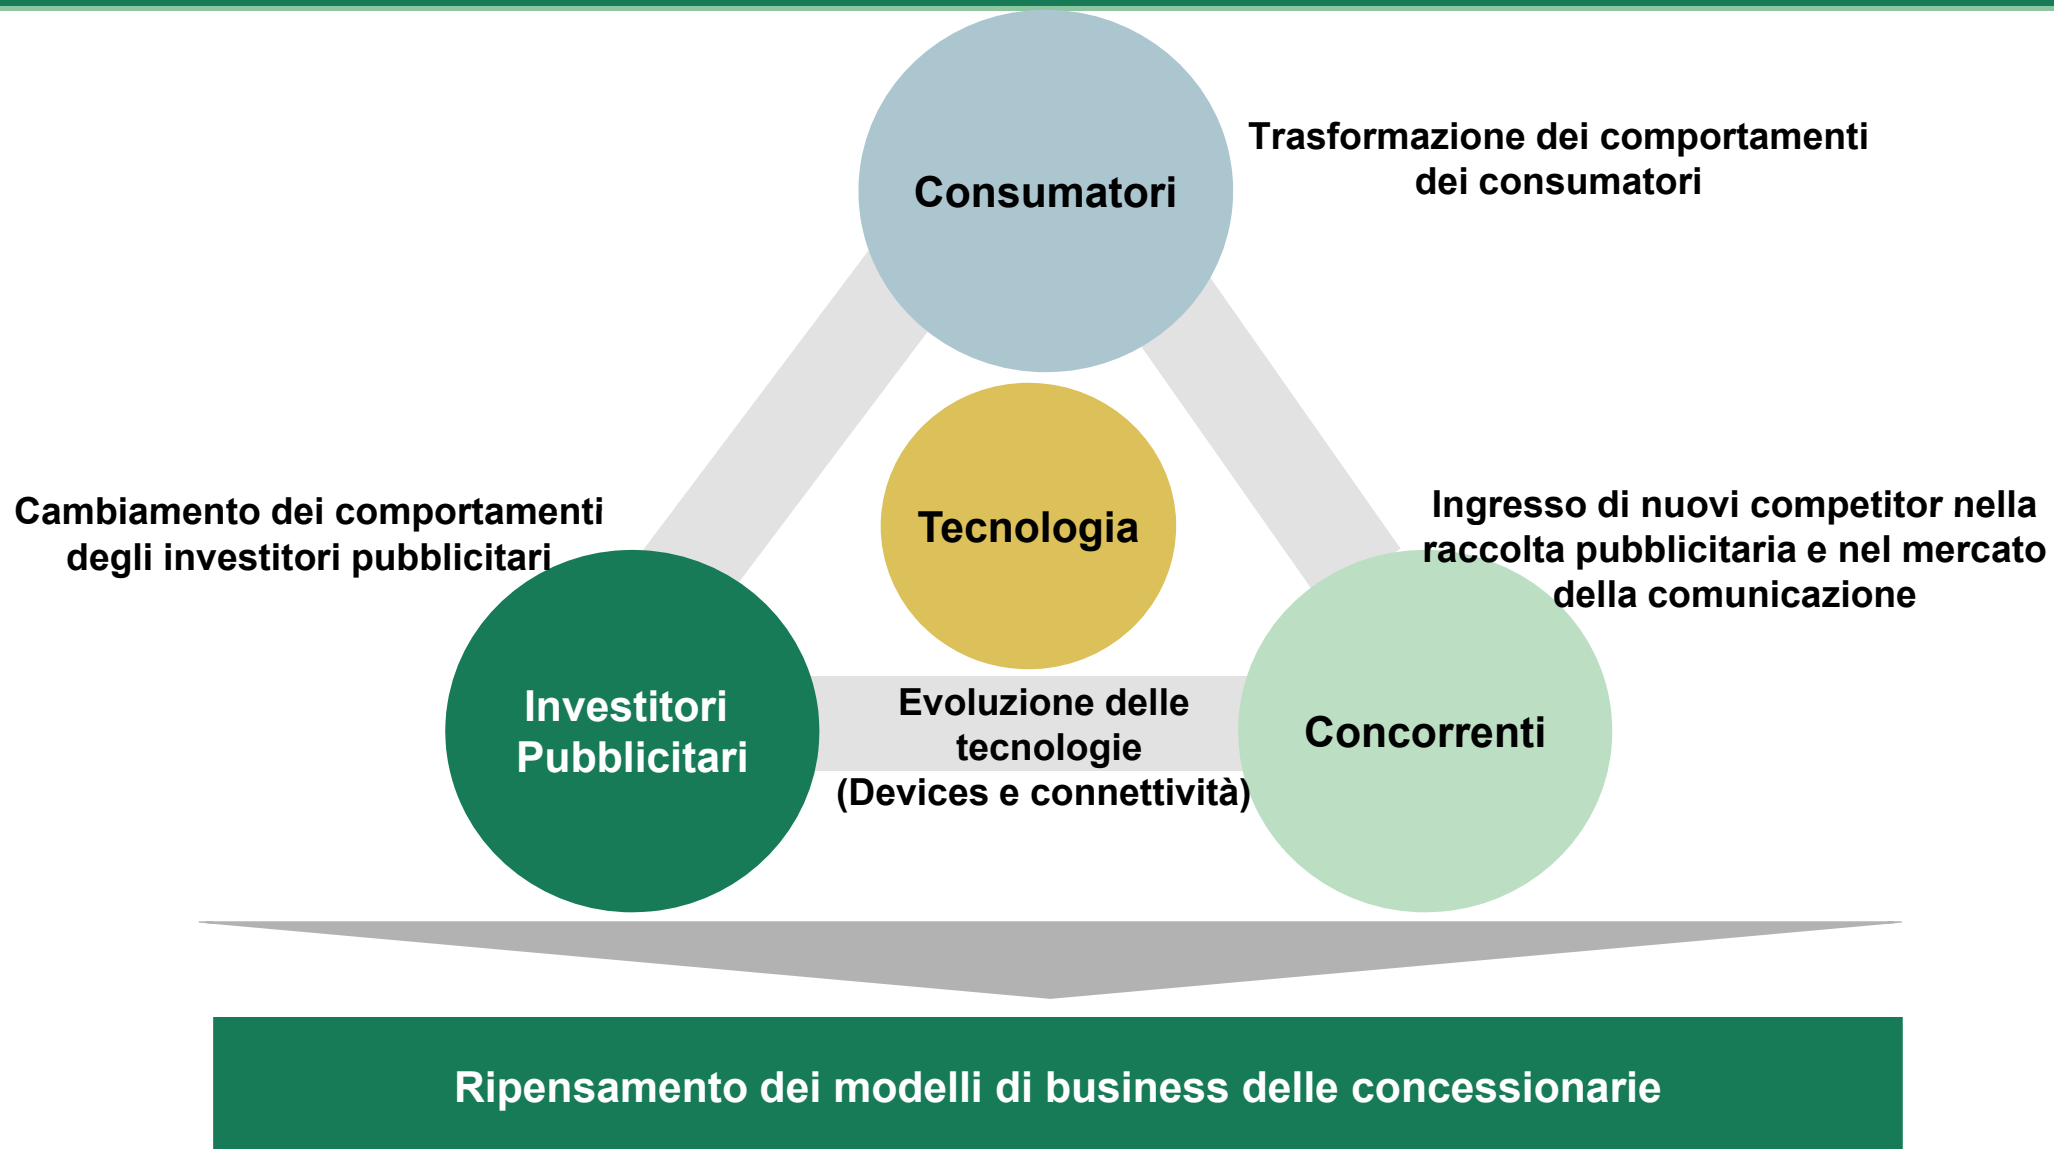 Consumatori
Trasformazione dei comportamenti
dei consumatori
Tecnologia
Cambiamento dei comportamenti
degli investitori pubblicitari
Ingresso di nuovi competitor nella
raccolta pubblicitaria e nel mercato
della comunicazione
Investitori
Pubblicitari
Evoluzione delle
tecnologie
(Devices e connettività)
Concorrenti
Ripensamento dei modelli di business delle concessionarie